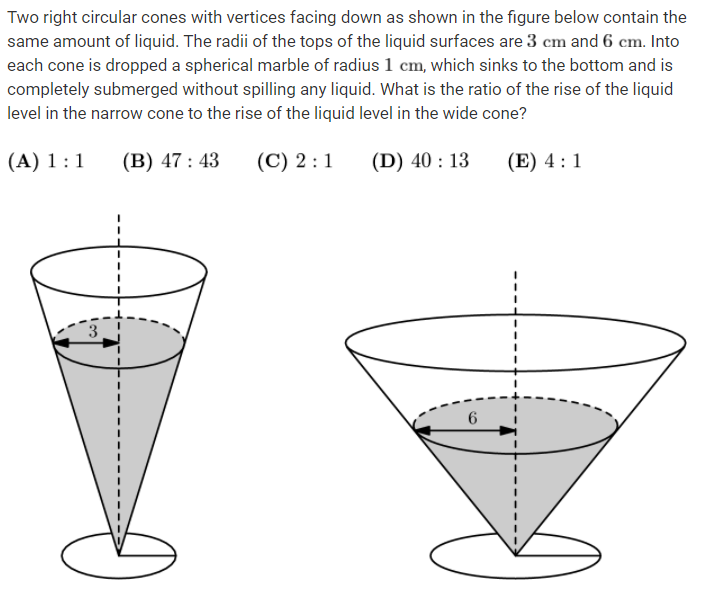 Two right circular cones with vertices facing down as shown in the figure below contain the
same amount of liquid. The radii of the tops of the liquid surfaces are 3 cm and 6 cm. Into
each cone is dropped a spherical marble of radius 1 cm, which sinks to the bottom and is
completely submerged without spilling any liquid. What is the ratio of the rise of the liquid
level in the narrow cone to the rise of the liquid level in the wide cone?
(A) 1 : 1 (B) 47 : 43 (C) 2 : 1 (D) 40 : 13 (E) 4 : 1
3
6